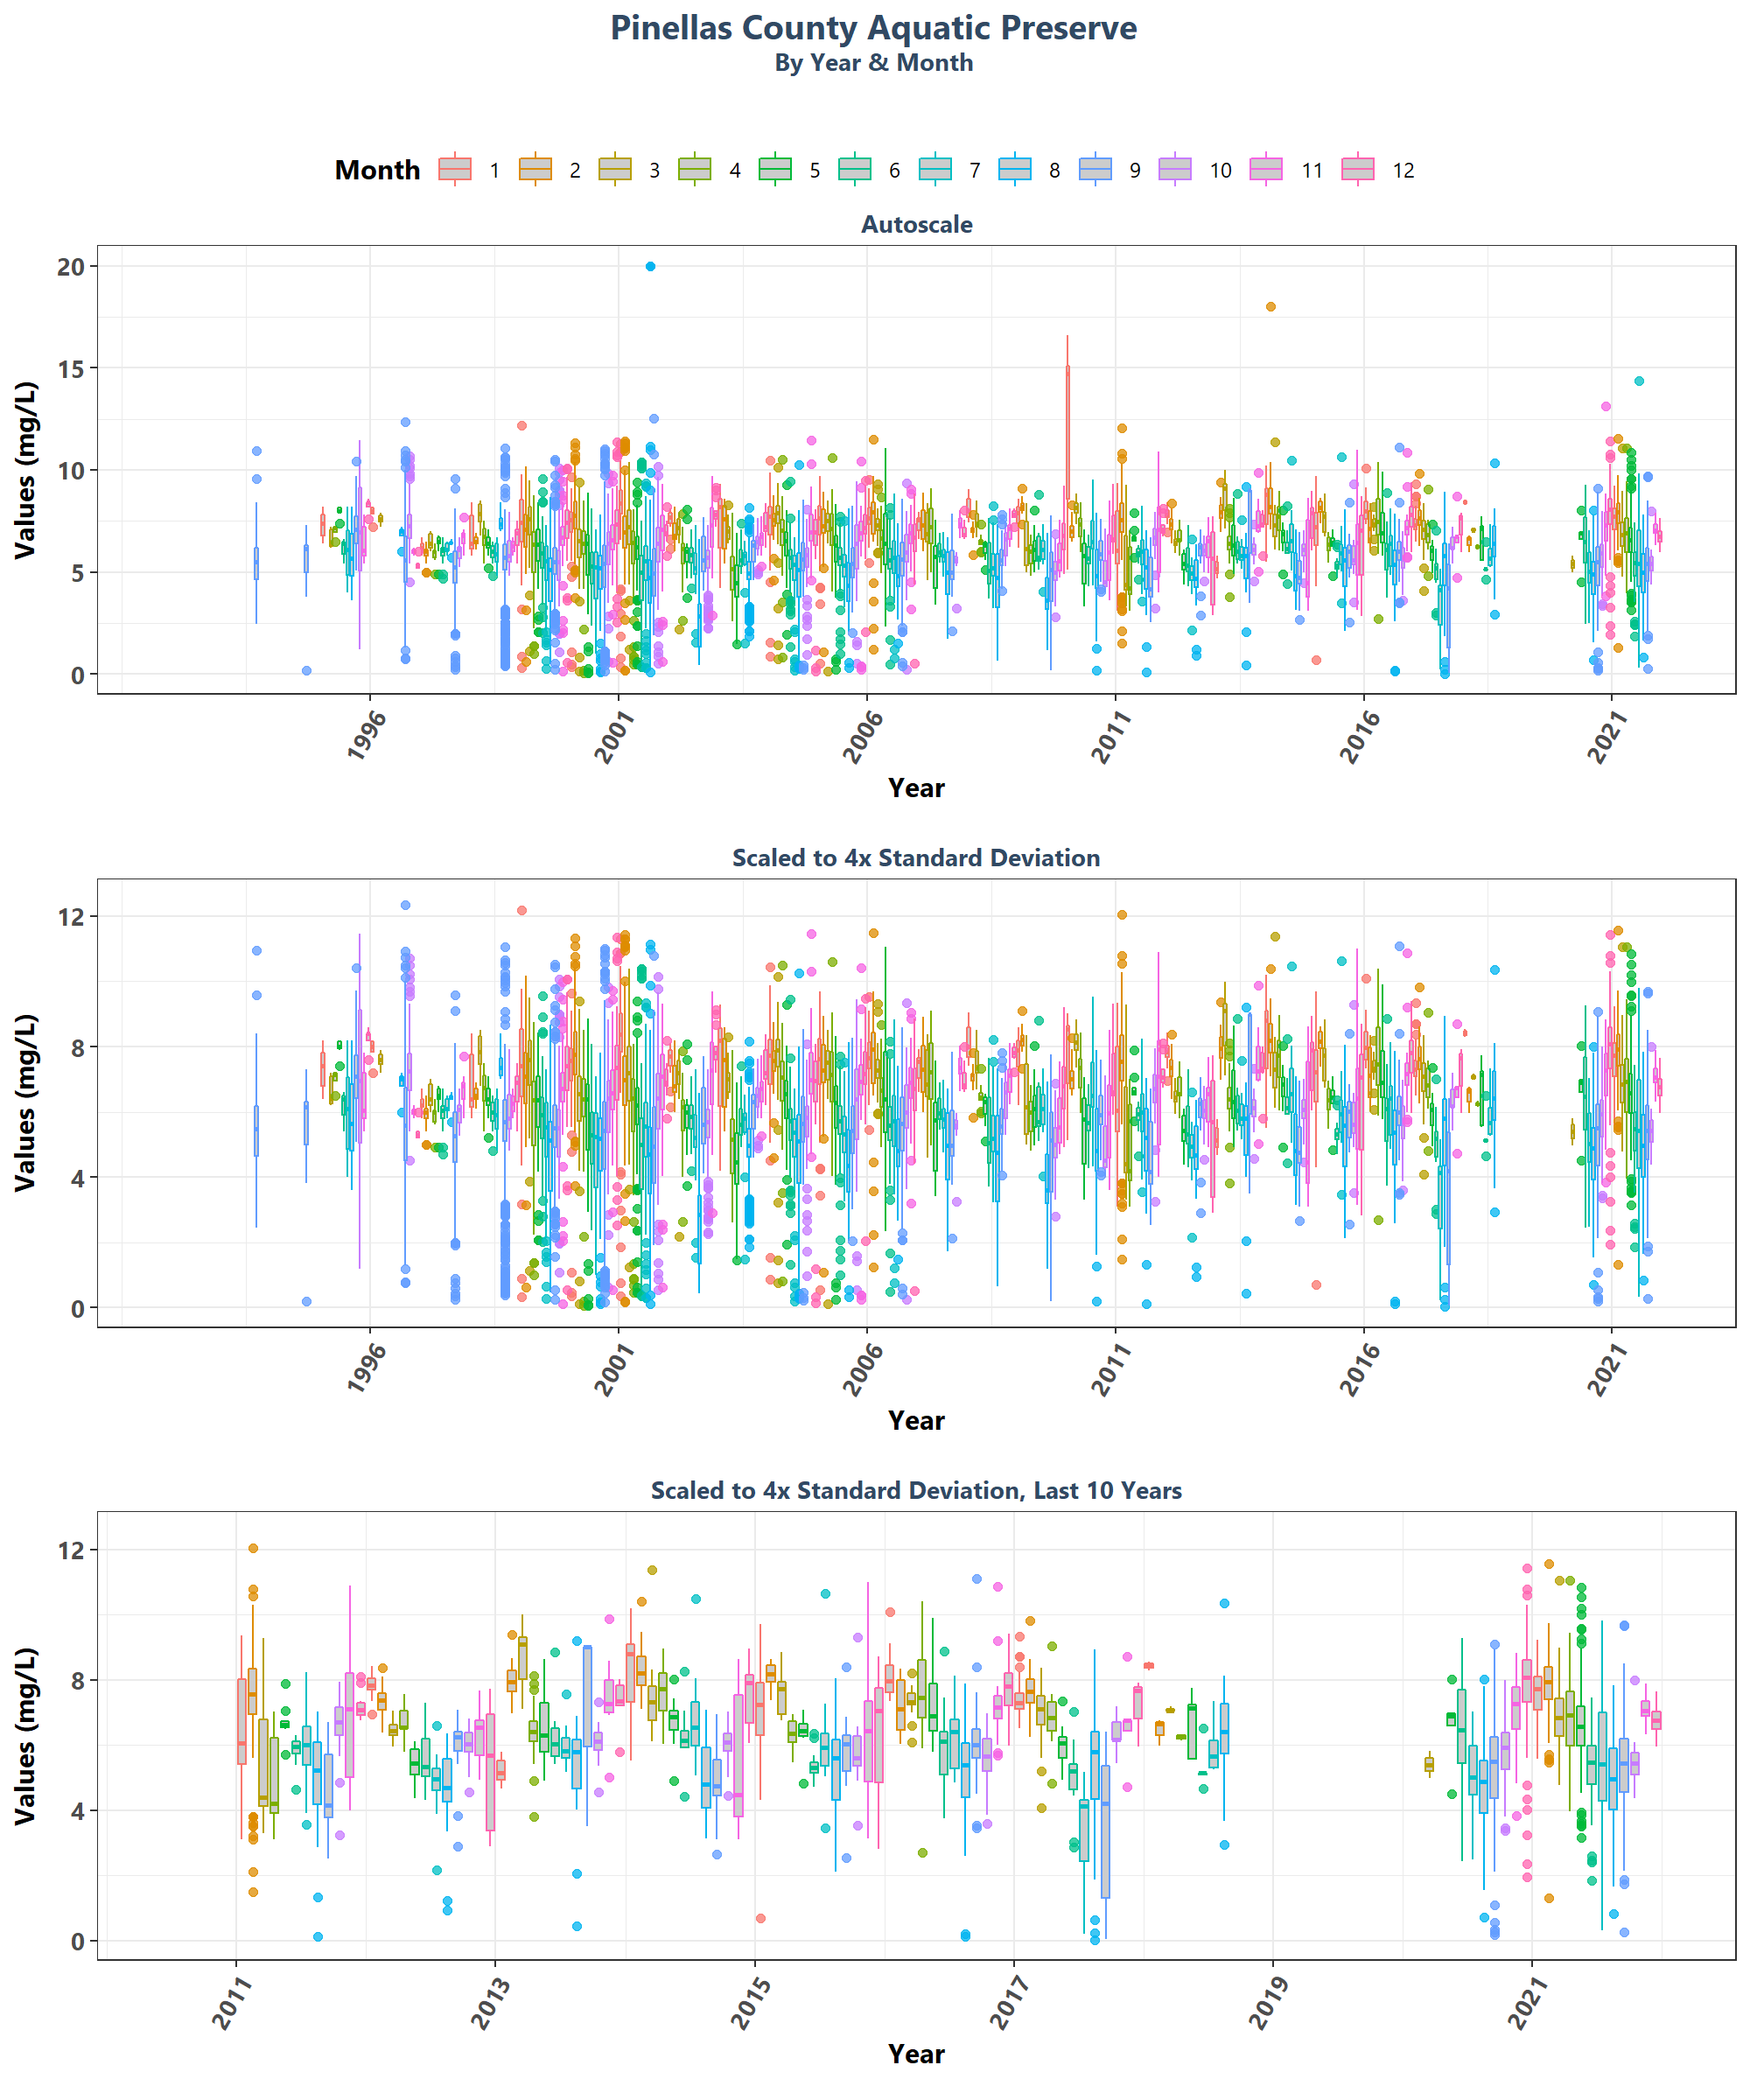 Pinellas County Aquatic Preserve
By Year & Month
Month 1 2 3 4 5 6 7 8 9 10 11 12
Autoscale
Values (mg/L)
20
15
10
5
0
1996 2001 2006 2011 2016 2021
Year
Scaled to 4x Standard Deviation
Values (mg/L)
12
8
4
0
1996 2001 2006 2011 2016 2021
Year
Scaled to 4x Standard Deviation, Last 10 Years
Values (mg/L)
12
8
4
0
2011 2013 2015 2017 2019 2021
Year